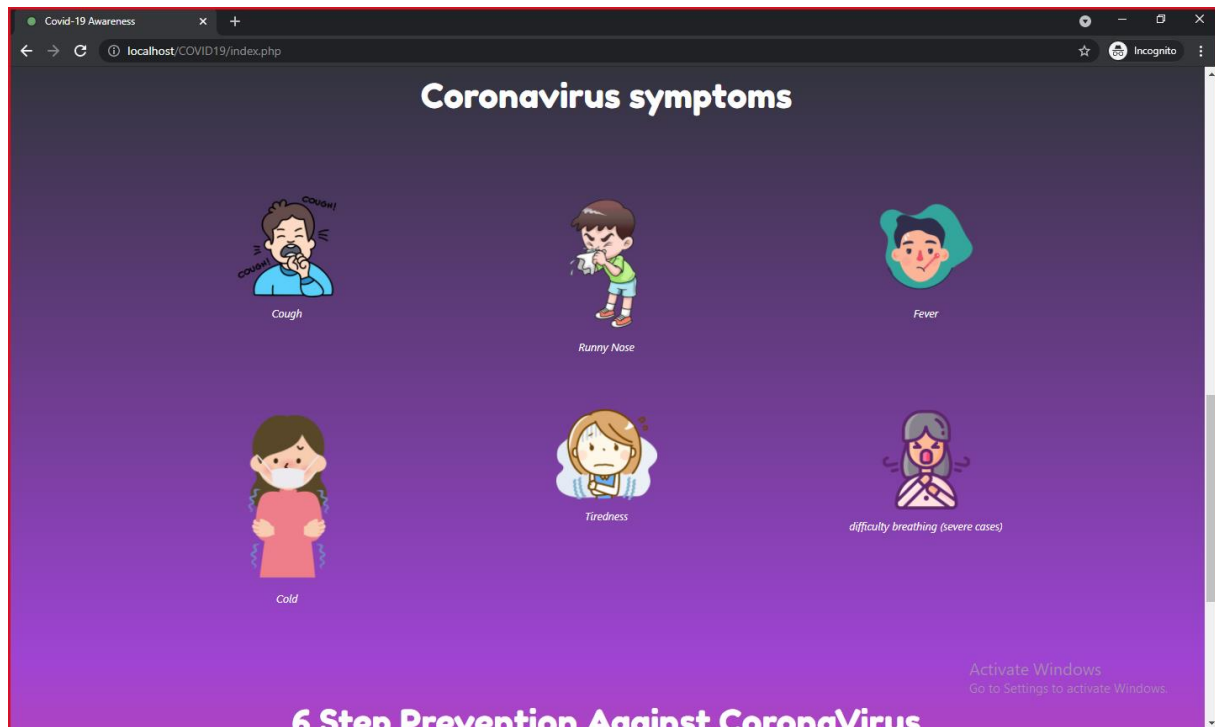 Covid-19 Awareness
localhost/COVID19/index.php
Incognito
Coronavirus symptoms
COUGH!
COUGH!
Cough
Runny Nose
Fever
Cold
Tiredness
difficulty breathing (severe cases)
Activate Windows
Go to Settings to activate Windows.
6 Step Prevention Against CoronaVirus